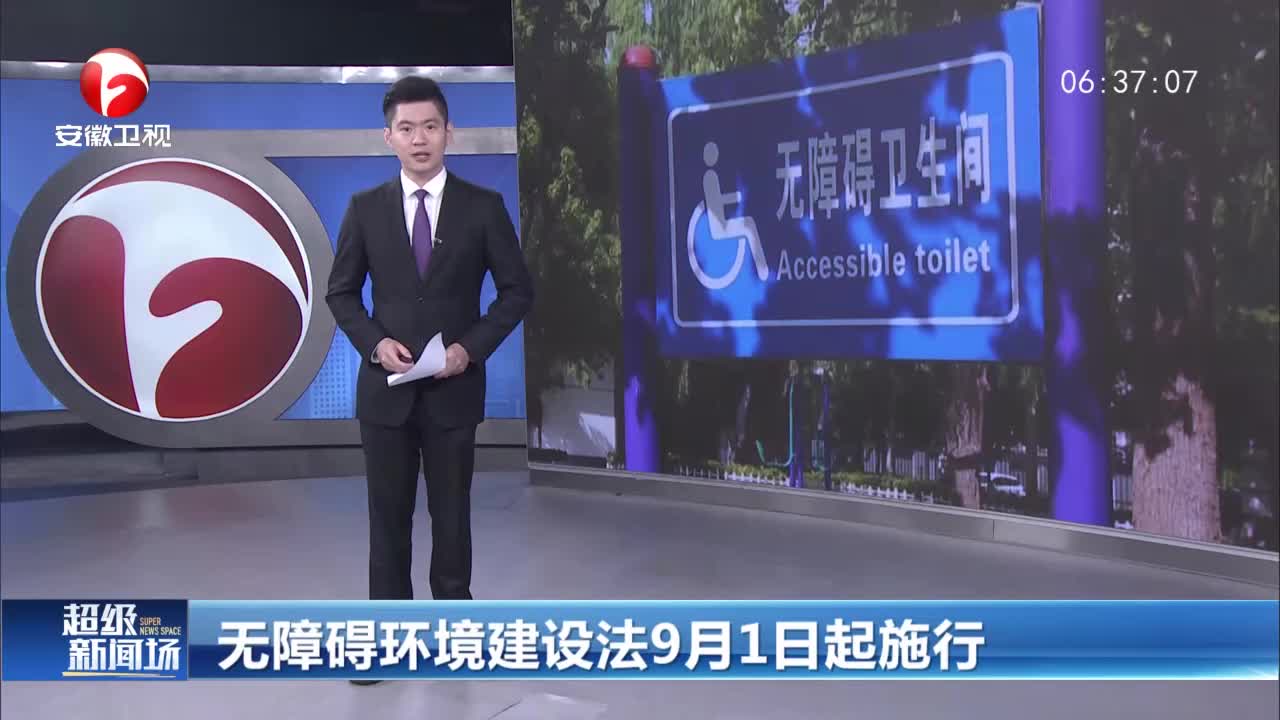 安徽卫视
06:37:07
无障碍卫生间
Accessible toilet
超级
新闻场
SUPER
NEWS SPACE
无障碍环境建设法9月1日起施行